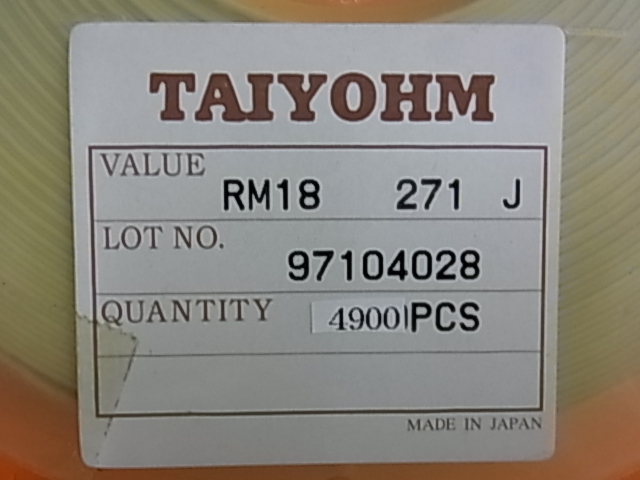 TAIYOHM
VALUE
RM18 271 J
LOT NO.
97104028
QUANTITY 4900 PCS
MADE IN JAPAN